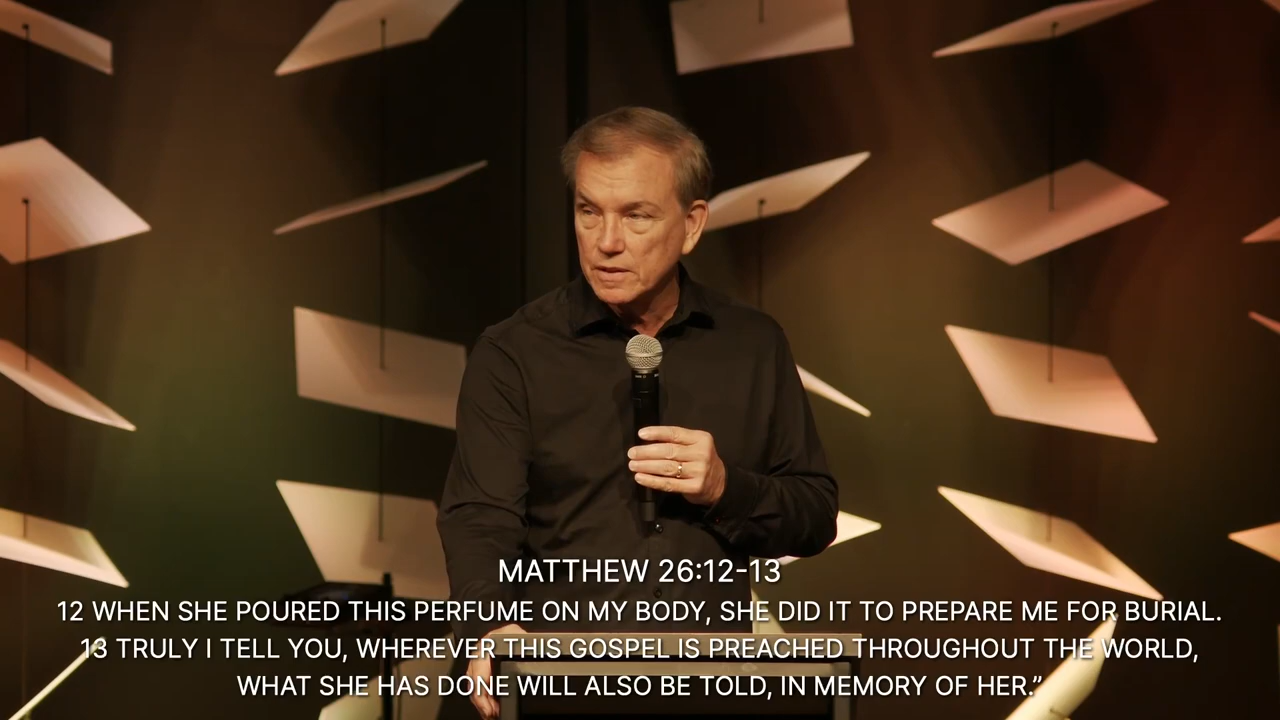 MATTHEW 26:12-13
12 WHEN SHE POURED THIS PERFUME ON MY BODY, SHE DID IT TO PREPARE ME FOR BURIAL.
13 TRULY I TELL YOU, WHEREVER THIS GOSPEL IS PREACHED THROUGHOUT THE WORLD,
WHAT SHE HAS DONE WILL ALSO BE TOLD, IN MEMORY OF HER.”